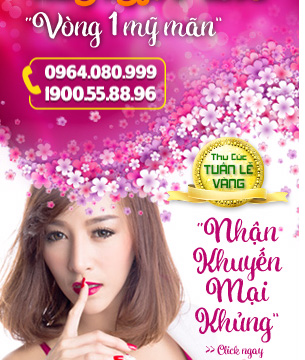 "Vòng 1 mỹ mãn"
0964.080.999
1900.55.88.96
Thu Cúc
TUẦN LỄ
VÀNG
"Nhận
Khuyến
Mại
Khủng"
>> Click ngay